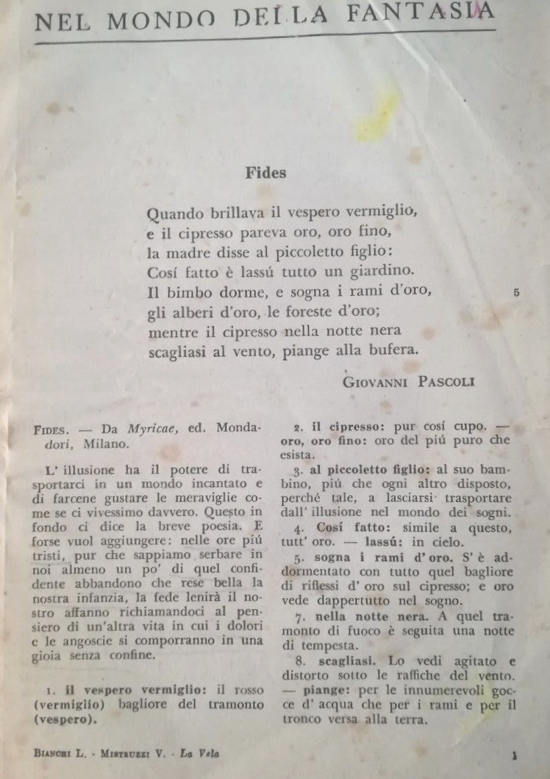 NEL MONDO DELLA FANTASIA
Fides
Quando brillava il vespero vermiglio,
e il cipresso pareva oro, oro fino,
la madre disse al piccoletto figlio:
Cosí fatto è lassú tutto un giardino.
Il bimbo dorme, e sogna i rami d'oro,
5
gli alberi d'oro, le foreste d'oro;
mentre il cipresso nella notte nera
scagliasi al vento, piange alla bufera.
GIOVANNI PASCOLI
FIDES. — Da Myricae, ed. Monda-
dori, Milano.
L' illusione ha il potere di tra-
sportarci in un mondo incantato e
di farcene gustare le meraviglie co-
me se ci vivessimo davvero. Questo in
fondo ci dice la breve poesia. E
forse vuol aggiungere: nelle ore piú
tristi, pur che sappiamo serbare in
noi almeno un po' di quel confi-
dente abbandono che rese bella la
nostra infanzia, la fede lenirà il no-
stro affanno richiamandoci al pen-
siero di un'altra vita in cui i dolori
e le angoscie si comporranno in una
gioia senza confine.
1. il vespero vermiglio: il rosso
(vermiglio) bagliore del tramonto
(vespero).
2. il cipresso: pur cosí cupo. —
oro, oro fino: oro del piú puro che
esista.
3. al piccoletto figlio: al suo bam-
bino, piú che ogni altro disposto,
perché tale, a lasciarsi trasportare
dall' illusione nel mondo dei sogni.
4. Cosí fatto: simile a questo,
tutt' oro. — lassú: in cielo.
5. sogna i rami d' oro. S' è ad-
dormentato con tutto quel bagliore
di riflessi d' oro sul cipresso; e oro
vede dappertutto nel sogno.
7. nella notte nera. A quel tra-
monto di fuoco è seguita una notte
di tempesta.
8. scagliasi. Lo vedi agitato e
distorto sotto le raffiche del vento.
— piange: per le innumerevoli goc-
ce d' acqua che per i rami e per il
tronco versa alla terra.
BIANCHI L. - MISTRUZZI V. - La Vela
1